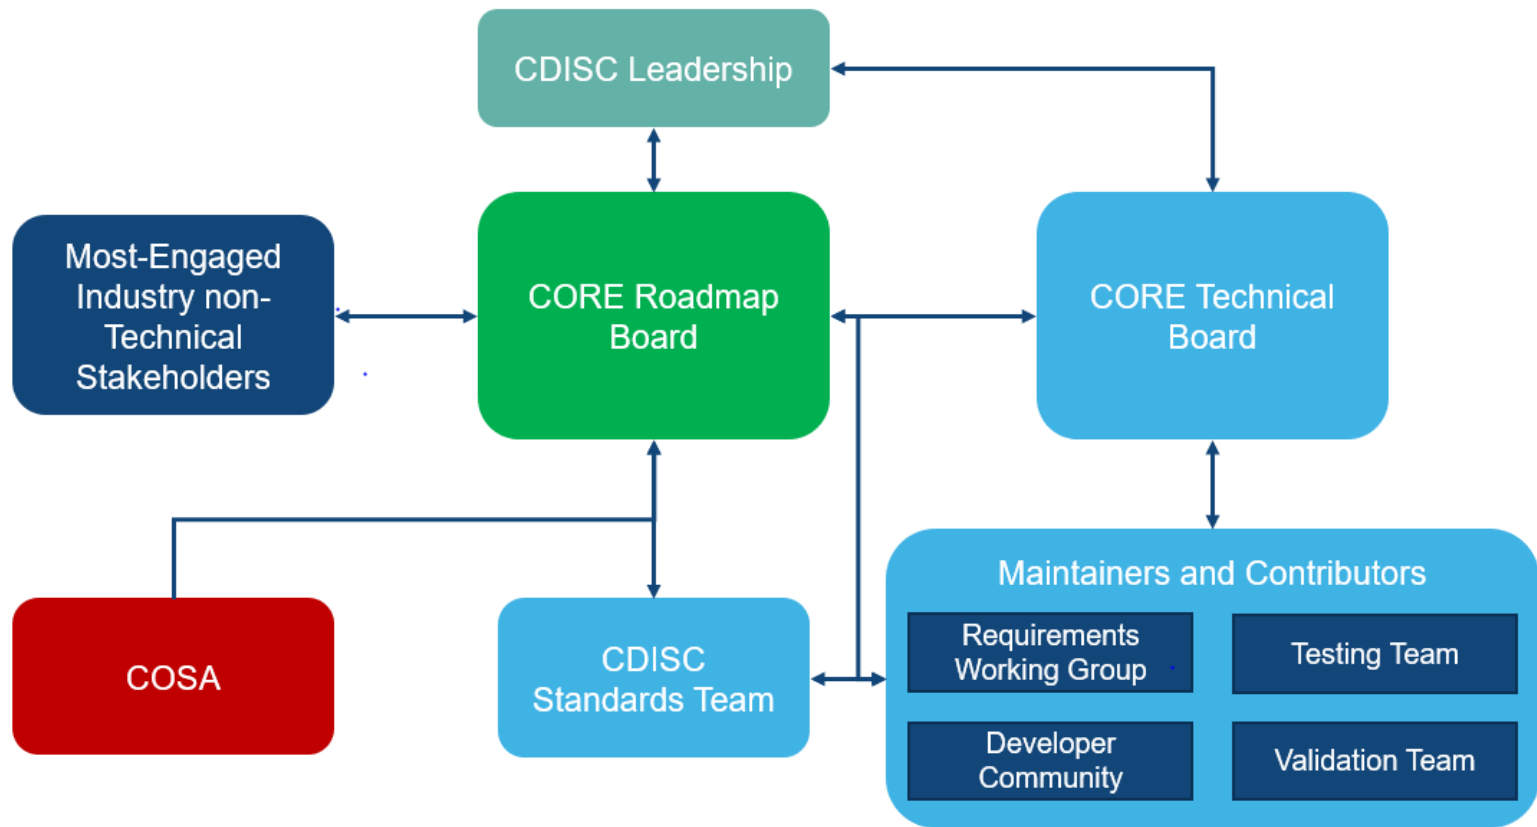 CDISC Leadership
Most-Engaged
Industry non-
Technical
Stakeholders
CORE Roadmap
Board
CORE Technical
Board
COSA
CDISC
Standards Team
Maintainers and Contributors
Requirements
Working Group
Testing Team
Developer
Community
Validation Team